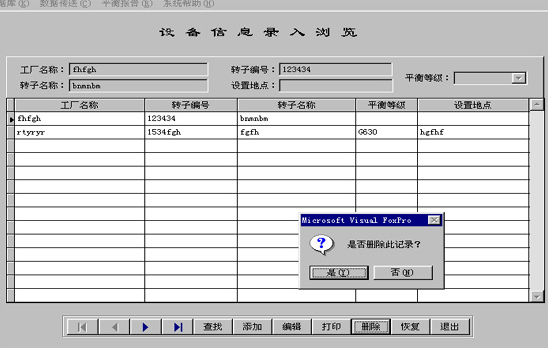 据库(K) 数据传送(C) 平衡报告(R) 系统帮助(H)
设备信息录入浏览
工厂名称： fhfgh 转子编号： 123434
转子名称： bnmnbm 设置地点： 平衡等级：
工厂名称 转子编号 转子名称 平衡等级 设置地点
fhfgh 123434 bnmnbm
rtyryr 1534fgh fgfh G630 hgfhf
Microsoft Visual FoxPro
是否删除此记录？
是(Y) 否(N)
查找 添加 编辑 打印 删除 恢复 退出